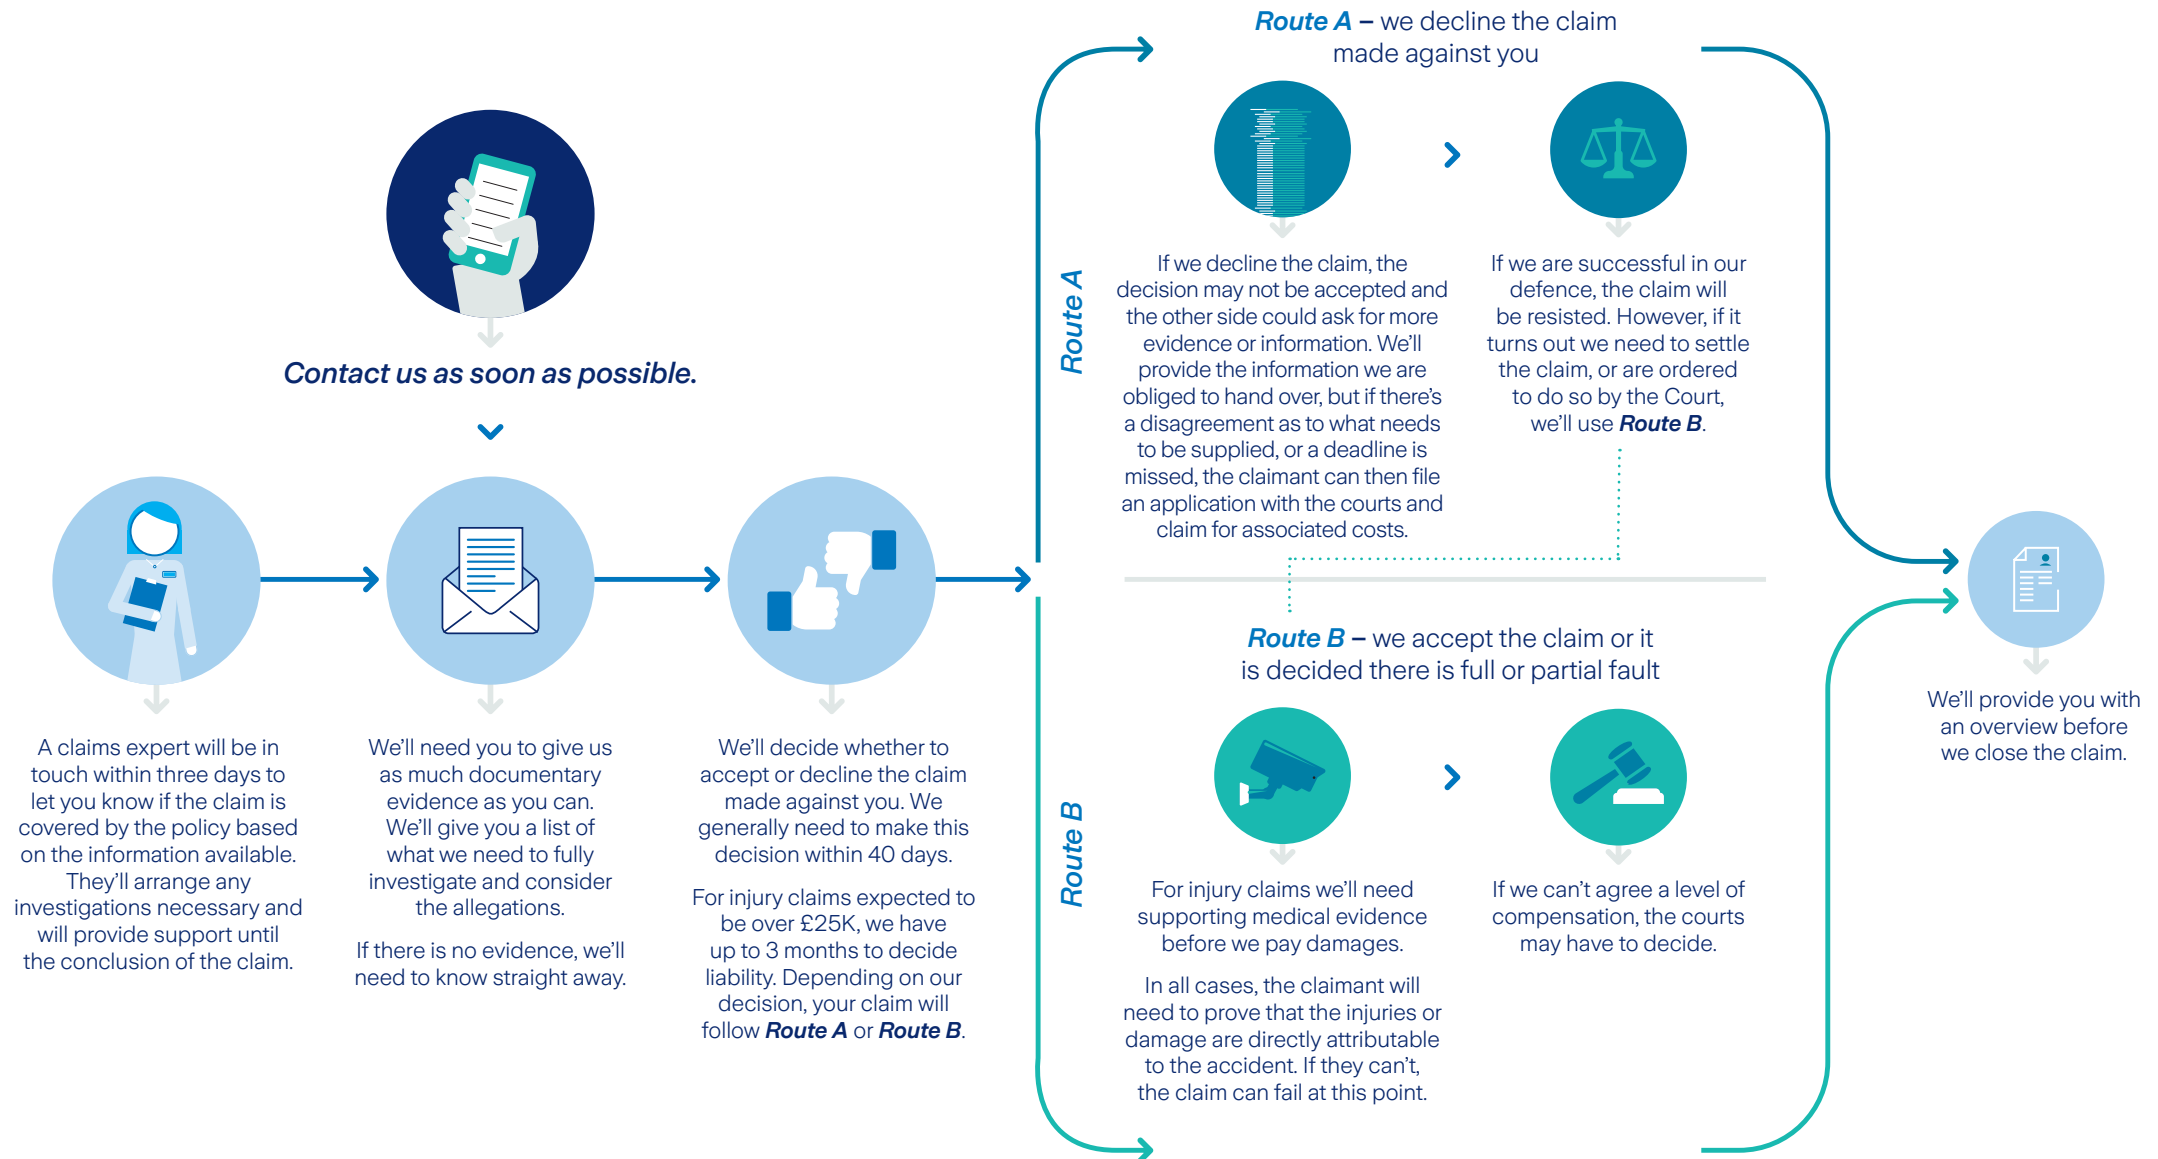 Contact us as soon as possible.
A claims expert will be in
touch within three days to
let you know if the claim is
covered by the policy based
on the information available.
They’ll arrange any
investigations necessary and
will provide support until
the conclusion of the claim.
We’ll need you to give us
as much documentary
evidence as you can.
We’ll give you a list of
what we need to fully
investigate and consider
the allegations.
If there is no evidence, we’ll
need to know straight away.
We’ll decide whether to
accept or decline the claim
made against you. We
generally need to make this
decision within 40 days.
For injury claims expected to
be over £25K, we have
up to 3 months to decide
liability. Depending on our
decision, your claim will
follow Route A or Route B.
Route A
Route A – we decline the claim
made against you
If we decline the claim, the
decision may not be accepted and
the other side could ask for more
evidence or information. We’ll
provide the information we are
obliged to hand over, but if there’s
a disagreement as to what needs
to be supplied, or a deadline is
missed, the claimant can then file
an application with the courts and
claim for associated costs.
If we are successful in our
defence, the claim will
be resisted. However, if it
turns out we need to settle
the claim, or are ordered
to do so by the Court,
we’ll use Route B.
Route B
Route B – we accept the claim or it
is decided there is full or partial fault
For injury claims we’ll need
supporting medical evidence
before we pay damages.
In all cases, the claimant will
need to prove that the injuries or
damage are directly attributable
to the accident. If they can’t,
the claim can fail at this point.
If we can’t agree a level of
compensation, the courts
may have to decide.
We’ll provide you with
an overview before
we close the claim.